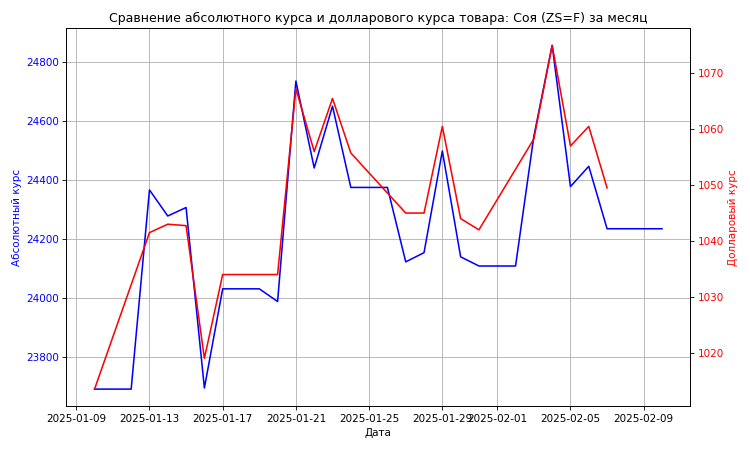 Сравнение абсолютного курса и долларового курса товара: Соя (ZS=F) за месяц
Абсолютный курс
24800
24600
24400
24200
24000
23800
1070
1060
1050
1040
1030
1020
Долларовый курс
2025-01-09 2025-01-13 2025-01-17 2025-01-21 2025-01-25 2025-01-29 2025-02-01 2025-02-05 2025-02-09
Дата